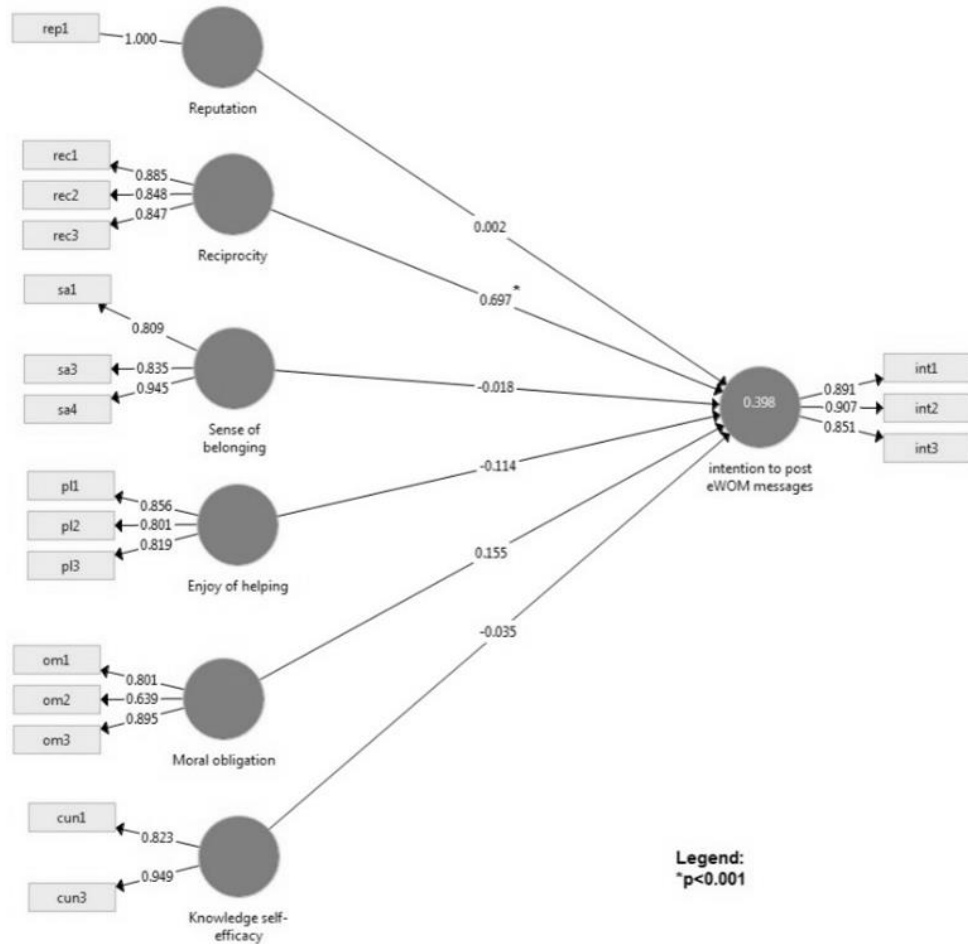 rep1
1.000
Reputation
rec1
0.885
rec2
0.848
rec3
0.847
Reciprocity
0.002
0.697*
sa1
0.809
sa3
0.835
sa4
0.945
Sense of
belonging
-0.018
0.398
intention to post
eWOM messages
0.891
int1
0.907
int2
0.851
int3
pl1
0.856
pl2
0.801
pl3
0.819
Enjoy of helping
-0.114
0.155
om1
0.801
om2
0.639
om3
0.895
Moral obligation
-0.035
cun1
0.823
cun3
0.949
Knowledge self-
efficacy
Legend:
*p<0.001